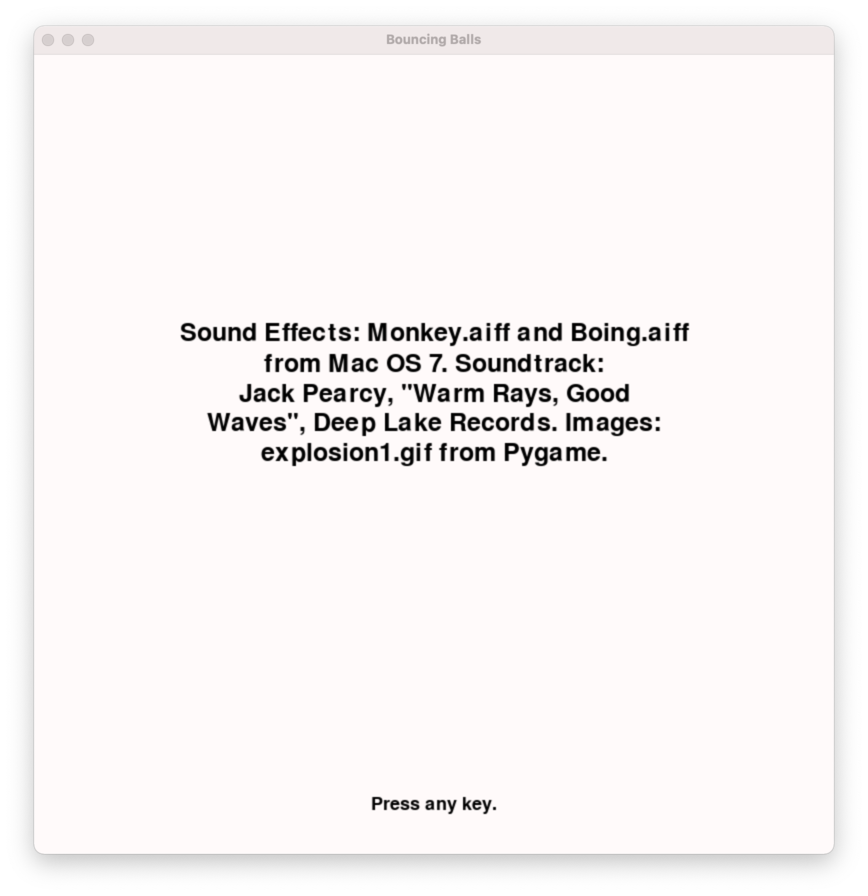 Bouncing Balls
Sound Effects: Monkey.aiff and Boing.aiff
from Mac OS 7. Soundtrack:
Jack Pearcy, "Warm Rays, Good
Waves", Deep Lake Records. Images:
explosion1.gif from Pygame.
Press any key.